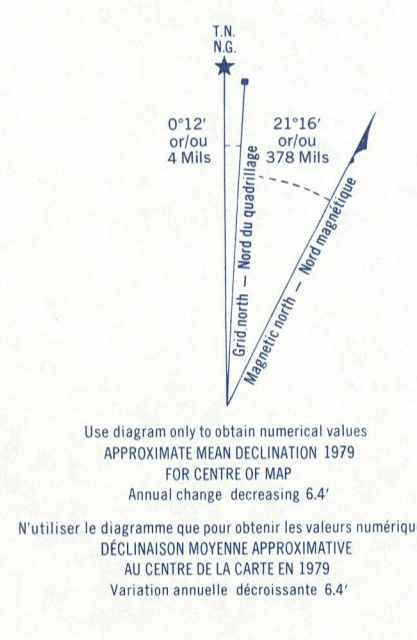 T.N.
N.G.
0°12'
or/ou
4 Mils
21°16'
or/ou
378 Mils
Grid north — Nord du quadrillage
Magnetic north — Nord magnétique
Use diagram only to obtain numerical values
APPROXIMATE MEAN DECLINATION 1979
FOR CENTRE OF MAP
Annual change decreasing 6.4'
N'utiliser le diagramme que pour obtenir les valeurs numériqu
DÉCLINAISON MOYENNE APPROXIMATIVE
AU CENTRE DE LA CARTE EN 1979
Variation annuelle décroissante 6.4'